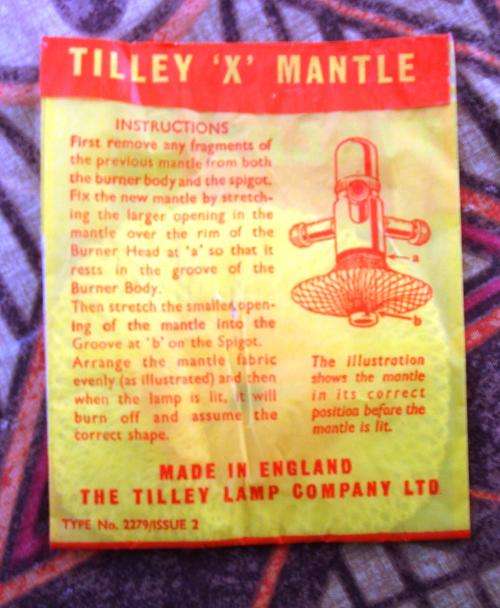 TILLEY 'X' MANTLE
INSTRUCTIONS
First remove any fragments of
the previous mantle from both
the burner body and the spigot.
Fix the new mantle by stretch-
ing the larger opening in the
mantle over the rim of the
Burner Head at 'a' so that it
rests in the groove of the
Burner Body.
Then stretch the smaller open-
ing of the mantle into the
Groove at 'b' on the Spigot.
Arrange the mantle fabric
evenly (as illustrated) and then
when the lamp is lit, it will
burn off and assume the
correct shape.
a
b
The illustration
shows the mantle
in its correct
position before the
mantle is lit.
MADE IN ENGLAND
THE TILLEY LAMP COMPANY LTD
TYPE No. 2279/ISSUE 2